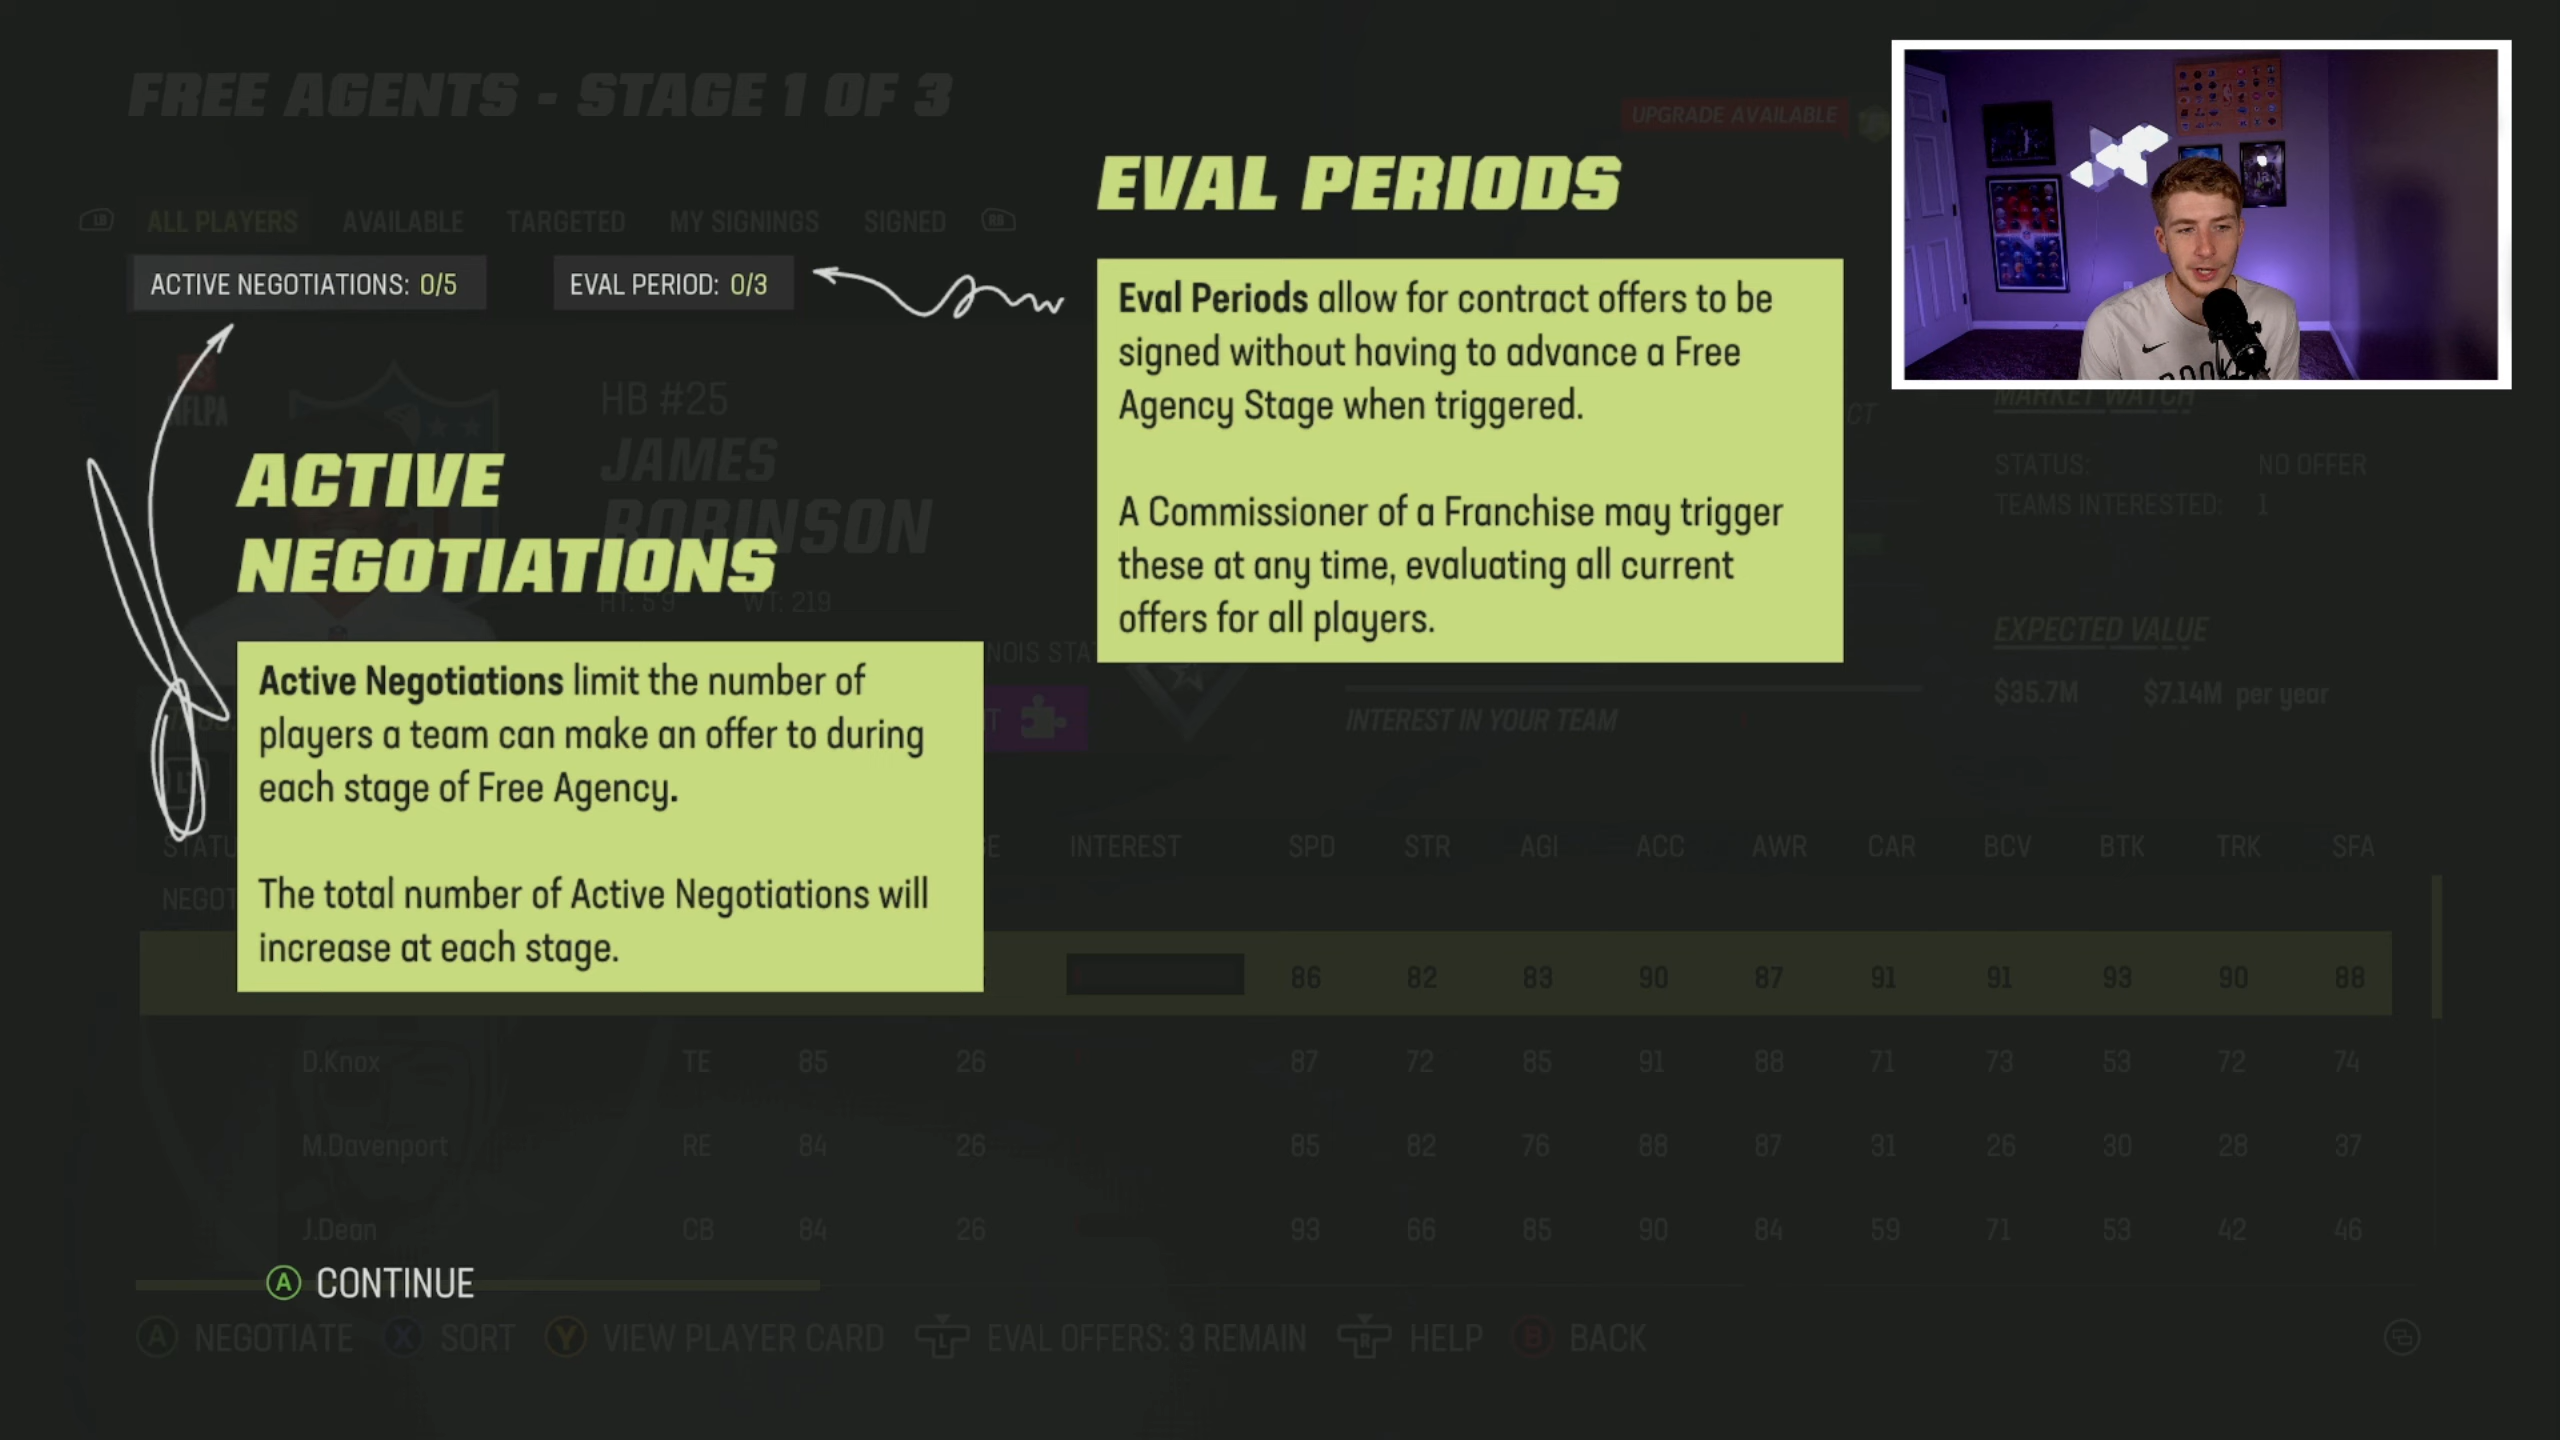 FREE AGENTS - STAGE 1 OF 3
UPGRADE AVAILABLE
EVAL PERIODS
LB ALL PLAYERS AVAILABLE TARGETED MY SIGNINGS SIGNED RB
ACTIVE NEGOTIATIONS: 0/5 EVAL PERIOD: 0/3
Eval Periods allow for contract offers to be
signed without having to advance a Free
Agency Stage when triggered.
A Commissioner of a Franchise may trigger
these at any time, evaluating all current
offers for all players.
HB #25
JAMES
ROBINSON
HT: 5'9 WT: 219
ACTIVE
NEGOTIATIONS
Active Negotiations limit the number of
players a team can make an offer to during
each stage of Free Agency.
The total number of Active Negotiations will
increase at each stage.
MARKET WATCH
STATUS: NO OFFER
TEAMS INTERESTED: 1
EXPECTED VALUE
$35.7M $7.14M per year
INTEREST IN YOUR TEAM
INTEREST SPD STR AGI ACC AWR CAR BCV BTK TRK SFA
86 82 83 90 87 91 91 93 90 88
D.Knox TE 85 26 87 72 85 91 88 71 73 53 72 74
M.Davenport RE 84 26 85 82 76 88 87 31 26 30 28 37
J.Dean CB 84 26 93 66 85 90 84 59 71 53 42 46
A CONTINUE
A NEGOTIATE X SORT Y VIEW PLAYER CARD L EVAL OFFERS: 3 REMAIN R HELP B BACK